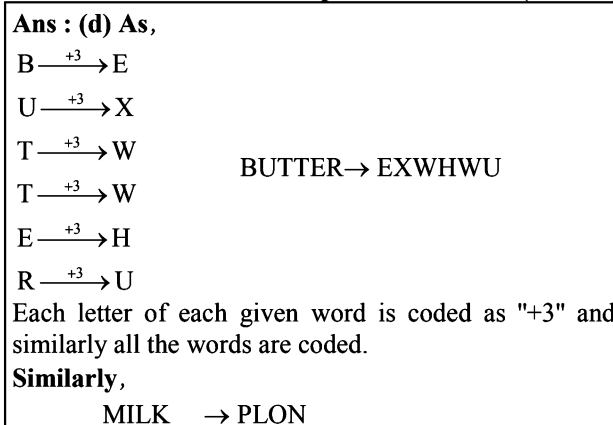 Ans : (d) As,
B +3→ E
U +3→ X
T +3→ W
BUTTER→ EXWHWU
T +3→ W
E +3→ H
R +3→ U
Each letter of each given word is coded as "+3" and
similarly all the words are coded.
Similarly,
MILK → PLON